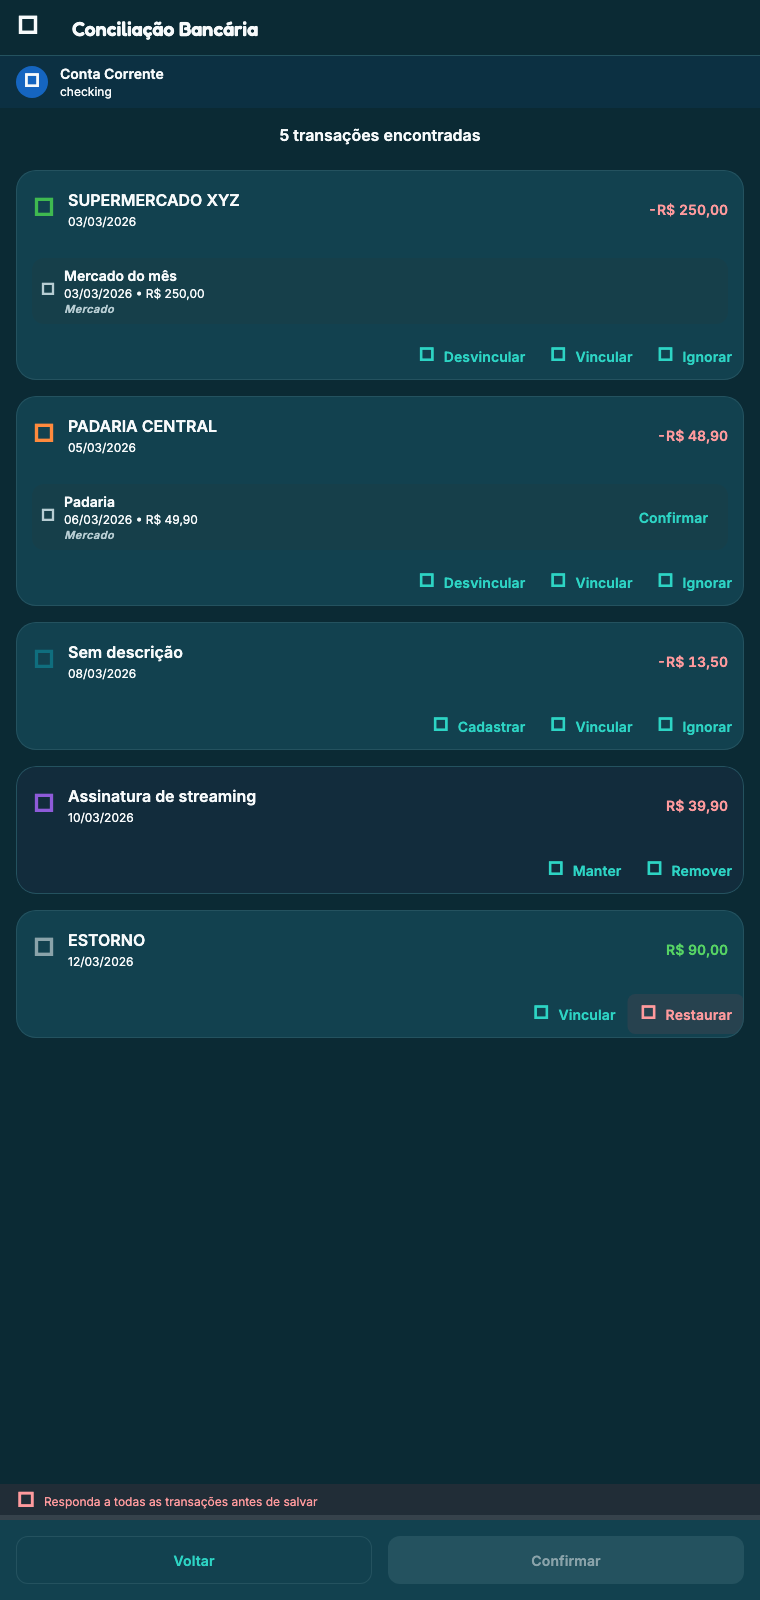 Conciliação Bancária
Conta Corrente
checking
5 transações encontradas
SUPERMERCADO XYZ
03/03/2026
-R$ 250,00
Mercado do mês
03/03/2026 • R$ 250,00
Mercado
Desvincular Vincular Ignorar
PADARIA CENTRAL
05/03/2026
-R$ 48,90
Padaria
06/03/2026 • R$ 49,90
Mercado
Confirmar
Desvincular Vincular Ignorar
Sem descrição
08/03/2026
-R$ 13,50
Cadastrar Vincular Ignorar
Assinatura de streaming
10/03/2026
R$ 39,90
Manter Remover
ESTORNO
12/03/2026
R$ 90,00
Vincular Restaurar
Responda a todas as transações antes de salvar
Voltar Confirmar